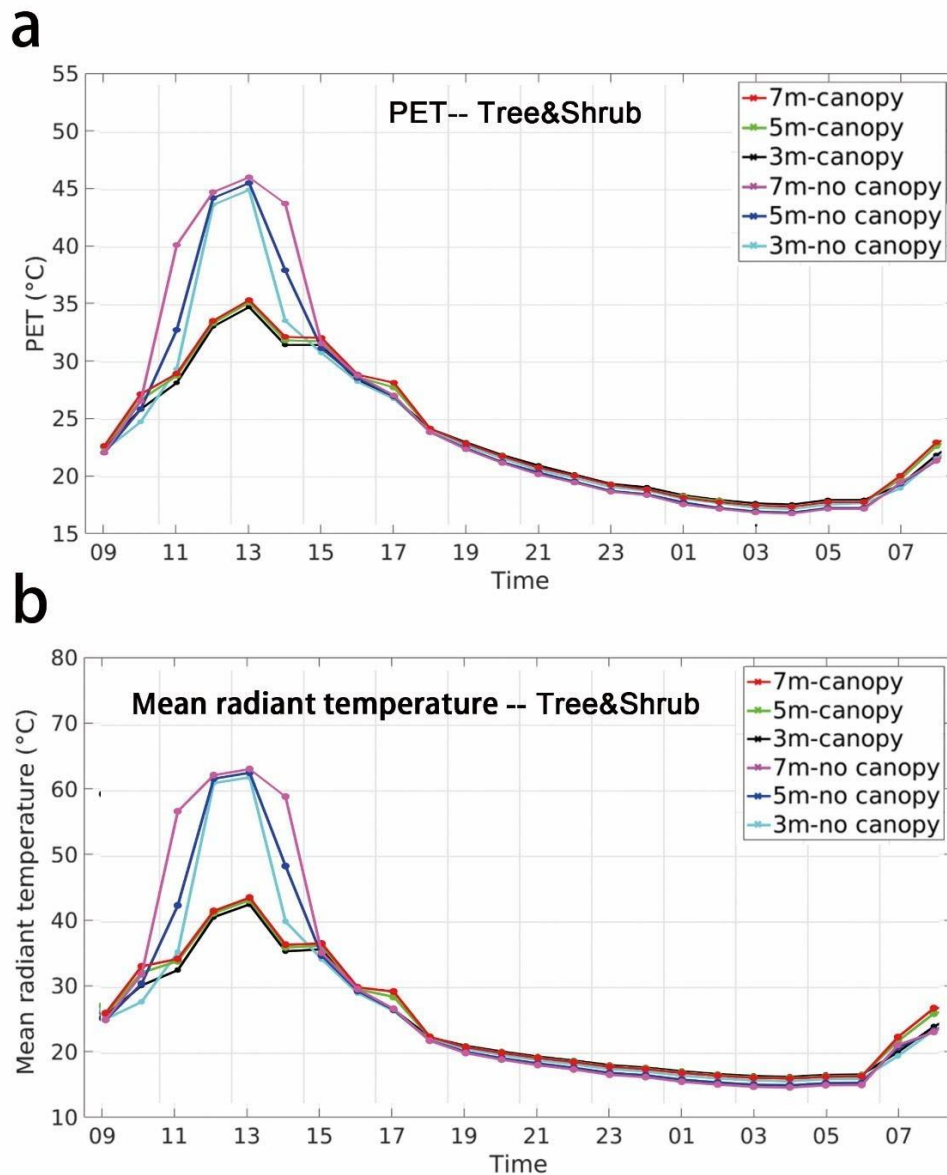 a
55
50
45
40
35
30
25
20
15
PET (°C)
PET-- Tree&Shrub
7m-canopy
5m-canopy
3m-canopy
7m-no canopy
5m-no canopy
3m-no canopy
09 11 13 15 17 19 21 23 01 03 05 07
Time
b
80
70
60
50
40
30
20
10
Mean radiant temperature (°C)
Mean radiant temperature -- Tree&Shrub
7m-canopy
5m-canopy
3m-canopy
7m-no canopy
5m-no canopy
3m-no canopy
09 11 13 15 17 19 21 23 01 03 05 07
Time